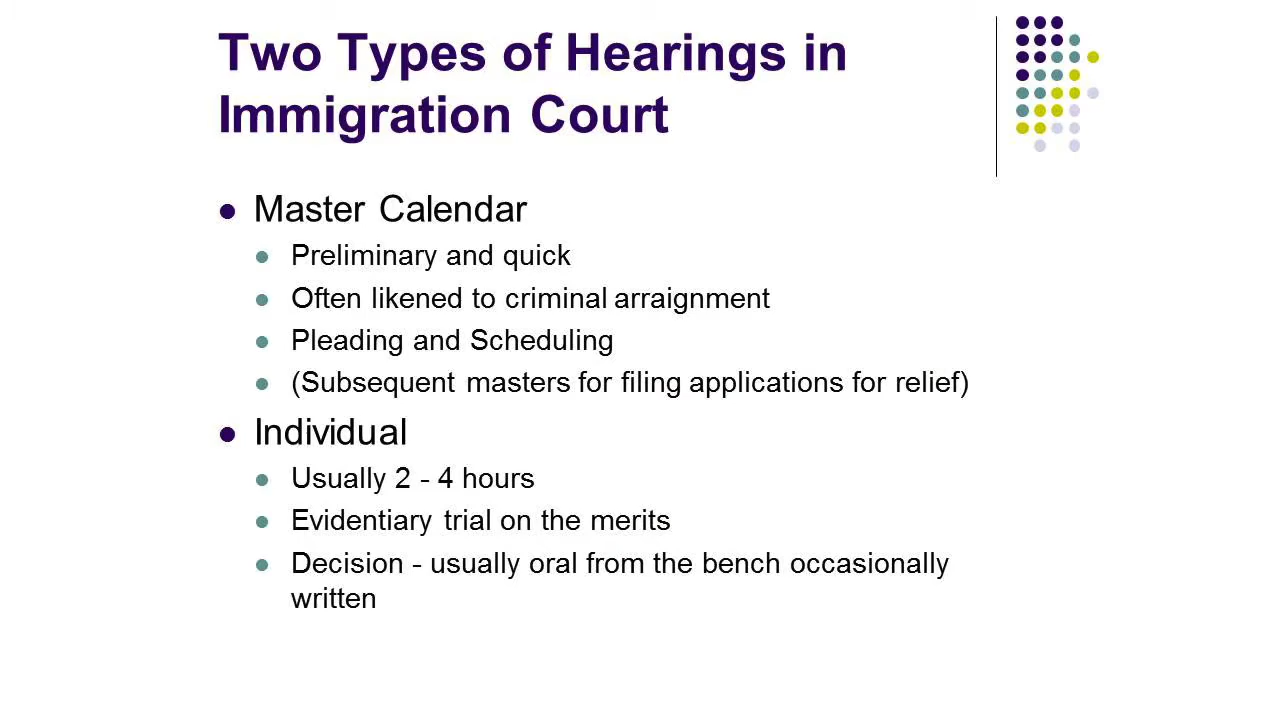 Two Types of Hearings in
Immigration Court
Master Calendar
Preliminary and quick
Often likened to criminal arraignment
Pleading and Scheduling
(Subsequent masters for filing applications for relief)
Individual
Usually 2 - 4 hours
Evidentiary trial on the merits
Decision - usually oral from the bench occasionally
written